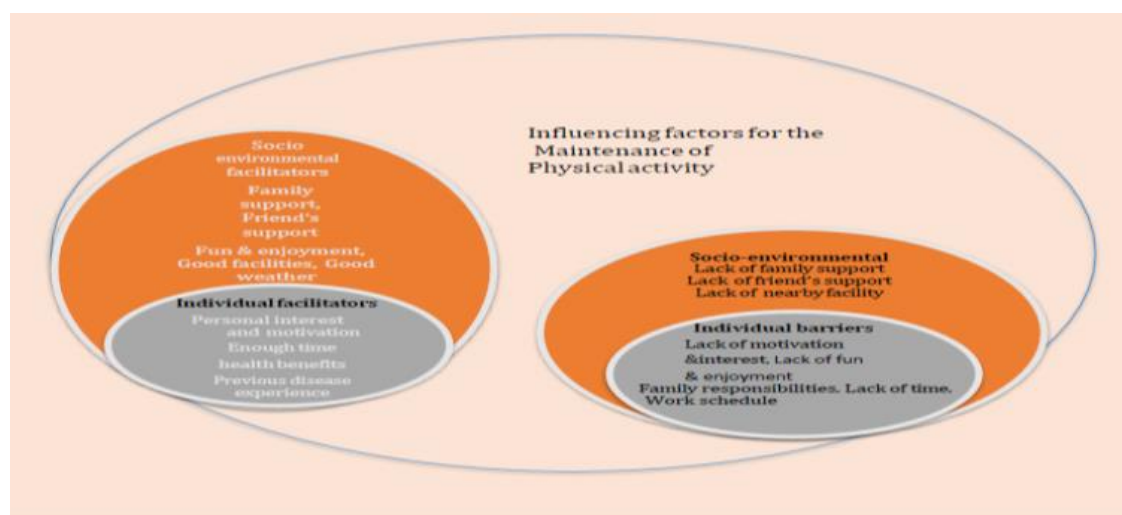 Influencing factors for the
Maintenance of
Physical activity
Socio
environmental
facilitators
Family
support,
Friend's
support
Fun & enjoyment,
Good facilities, Good
weather
Individual facilitators
Personal interest
and motivation
Enough time
health benefits
Previous disease
experience
Socio-environmental
Lack of family support
Lack of friend's support
Lack of nearby facility
Individual barriers
Lack of motivation
&interest, Lack of fun
& enjoyment
Family responsibilities. Lack of time.
Work schedule